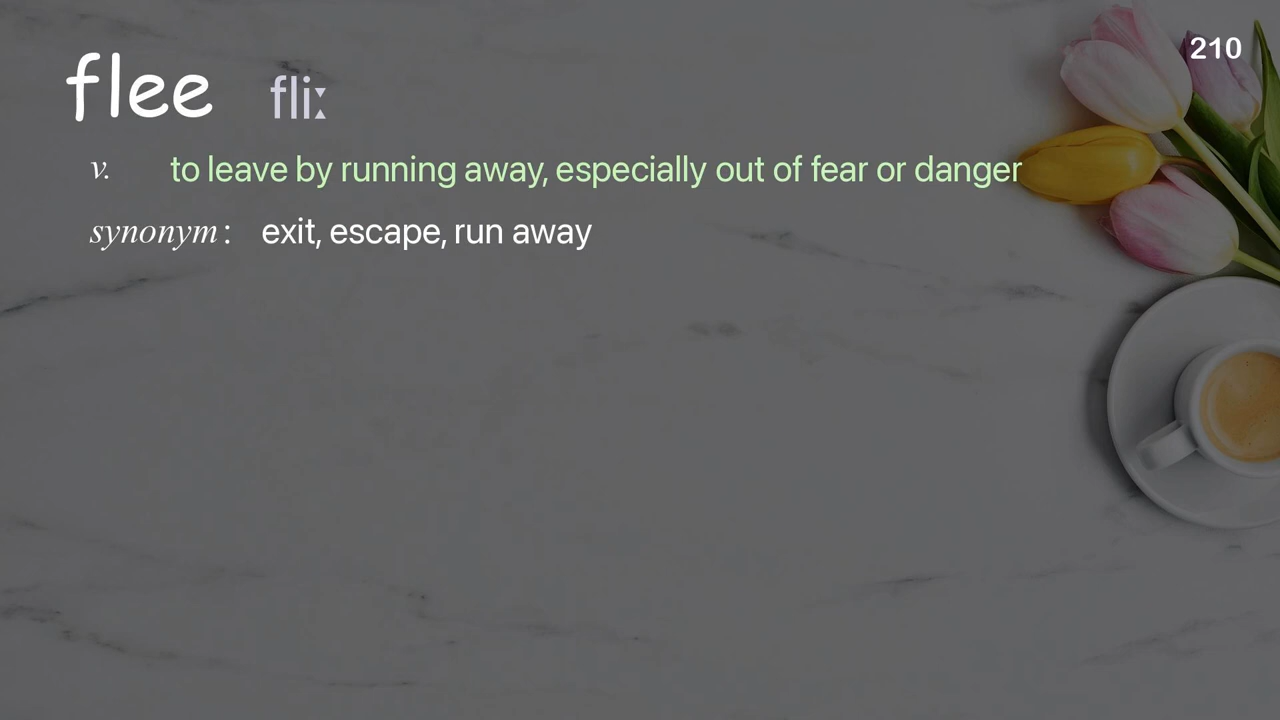 210
flee fliː
v. to leave by running away, especially out of fear or danger
synonym: exit, escape, run away